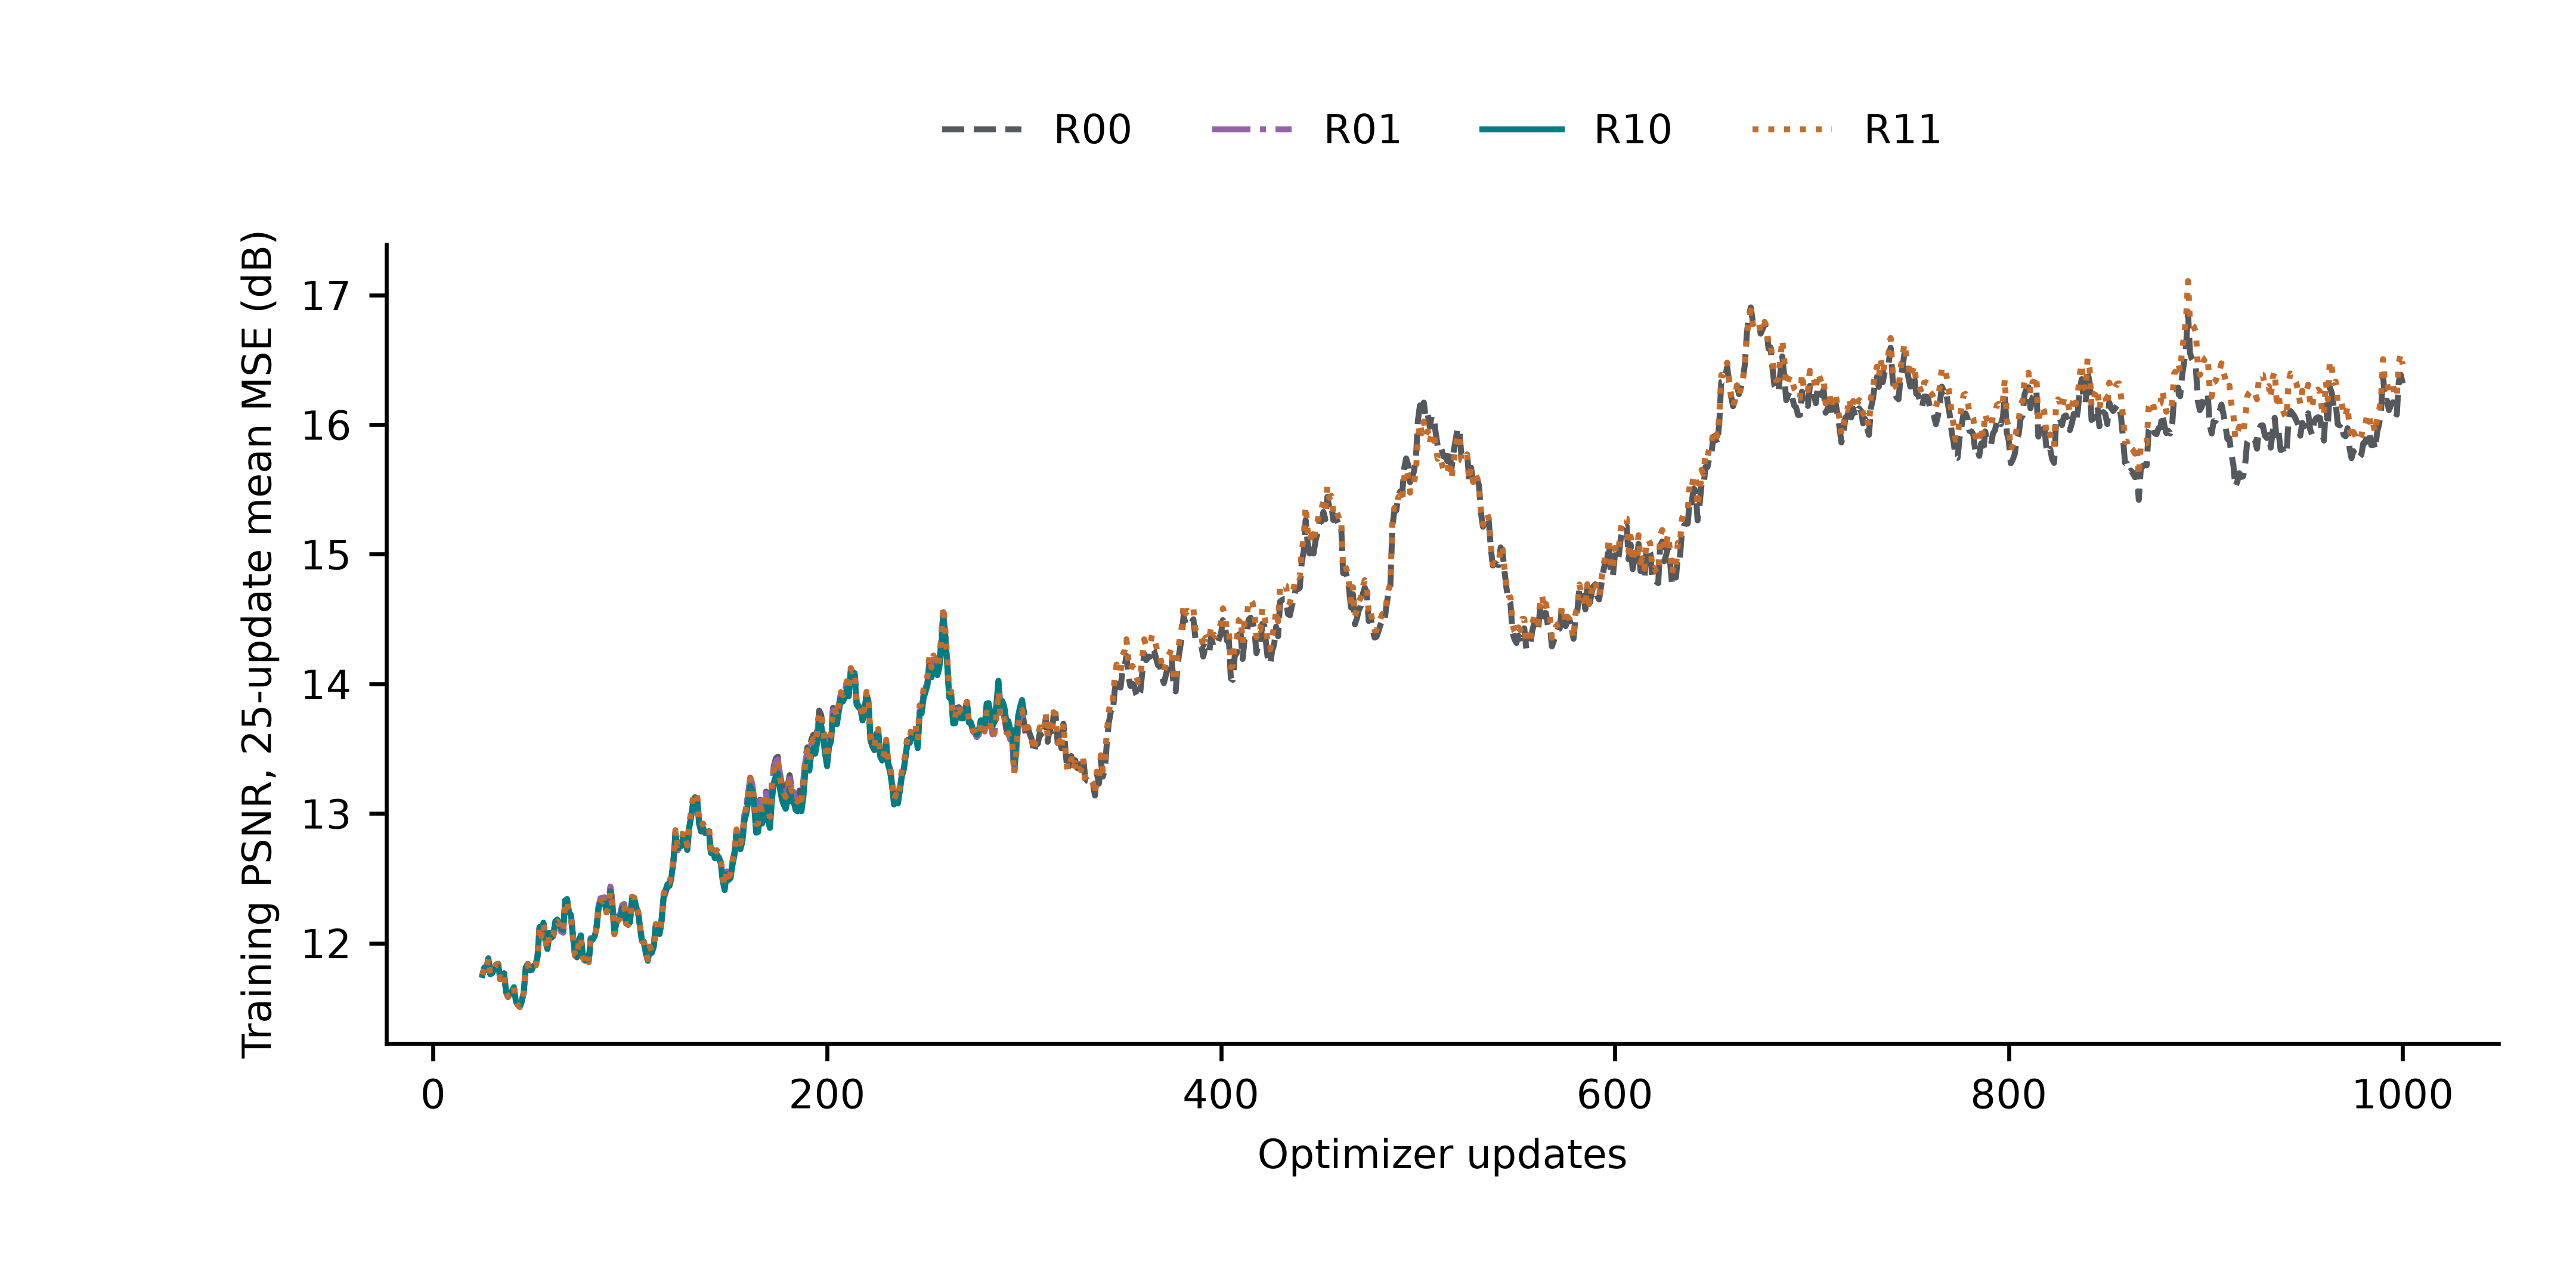 R00 R01 R10 R11
Training PSNR, 25-update mean MSE (dB)
17
16
15
14
13
12
0 200 400 600 800 1000
Optimizer updates